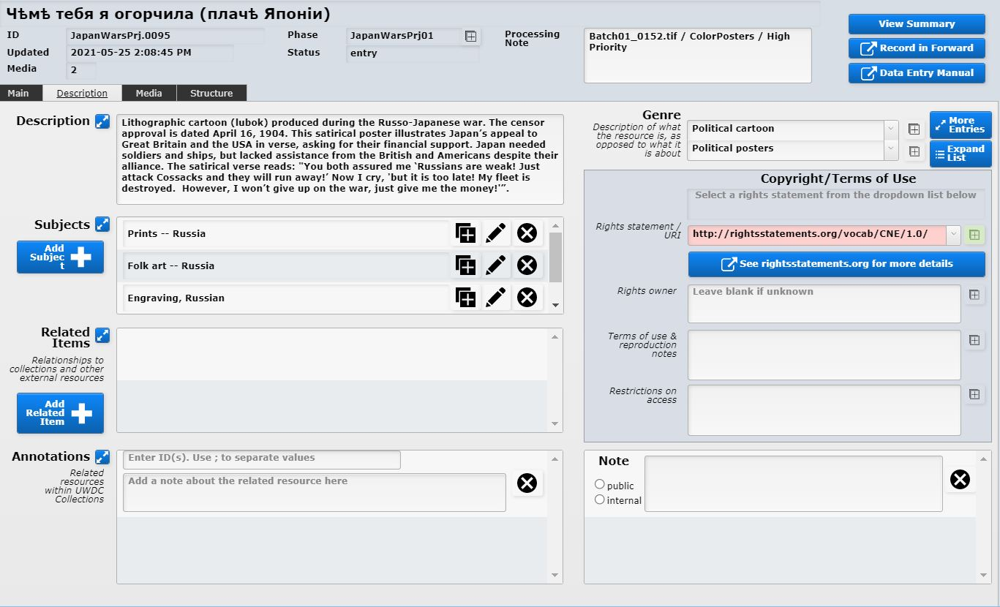 Чѣмѣ тебя я огорчила (плачѣ Японіи)
ID
JapanWarsPrj.0095
Phase
JapanWarsPrj01
Processing
Note
Batch01_0152.tif / ColorPosters / High
Priority
View Summary
Updated
2021-05-25 2:08:45 PM
Status
entry
Record in Forward
Media
2
Data Entry Manual
Main
Description
Media
Structure
Description
Lithographic cartoon (lubok) produced during the Russo-Japanese war. The censor
approval is dated April 16, 1904. This satirical poster illustrates Japan’s appeal to
Great Britain and the USA in verse, asking for their financial support. Japan needed
soldiers and ships, but lacked assistance from the British and Americans despite their
alliance. The satirical verse reads: "You both assured me ‘Russians are weak! Just
attack Cossacks and they will run away!’ Now I cry, 'but it is too late! My fleet is
destroyed.  However, I won’t give up on the war, just give me the money!'”.
Genre
Description of what
the resource is, as
opposed to what it
is about
Political cartoon
Political posters
More
Entries
Expand
List
Copyright/Terms of Use
Select a rights statement from the dropdown list below
Rights statement /
URI
http://rightsstatements.org/vocab/CNE/1.0/
See rightsstatements.org for more details
Rights owner
Leave blank if unknown
Terms of use &
reproduction
notes
Restrictions on
access
Subjects
Add
Subjec
t
Prints -- Russia
Folk art -- Russia
Engraving, Russian
Related
Items
Relationships to
collections and other
external resources
Add
Related
Item
Annotations
Related
resources
within UWDC
Collections
Enter ID(s). Use ; to separate values
Add a note about the related resource here
Note
public
internal